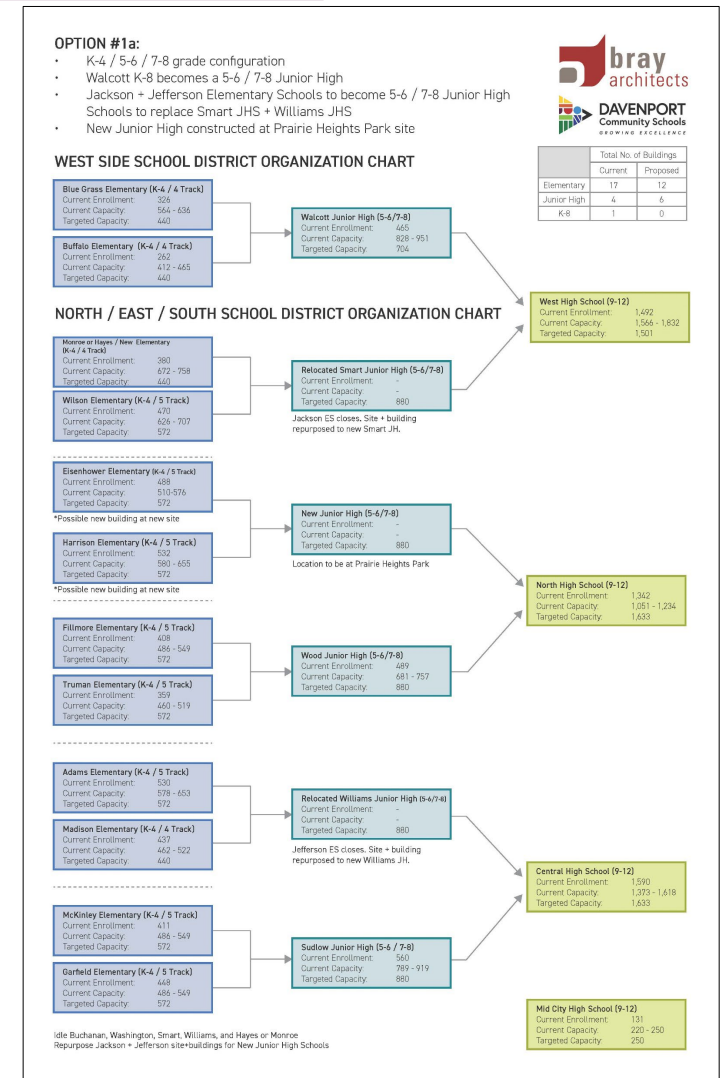 OPTION #1a:
• K-4 / 5-6 / 7-8 grade configuration
• Walcott K-8 becomes a 5-6 / 7-8 Junior High
• Jackson + Jefferson Elementary Schools to become 5-6 / 7-8 Junior High
Schools to replace Smart JHS + Williams JHS
• New Junior High constructed at Prairie Heights Park site
bray
architects
DAVENPORT
Community Schools
GROWING EXCELLENCE
Total No. of Buildings
Current Proposed
Elementary 17 12
Junior High 4 6
K-8 1 0
WEST SIDE SCHOOL DISTRICT ORGANIZATION CHART
Blue Grass Elementary (K-4 / 4 Track)
Current Enrollment: 326
Current Capacity: 564 - 636
Targeted Capacity: 440
Buffalo Elementary (K-4 / 4 Track)
Current Enrollment: 262
Current Capacity: 412 - 465
Targeted Capacity: 440
Walcott Junior High (5-6/7-8)
Current Enrollment: 465
Current Capacity: 828 - 951
Targeted Capacity: 704
West High School (9-12)
Current Enrollment: 1,492
Current Capacity: 1,566 - 1,832
Targeted Capacity: 1,501
NORTH / EAST / SOUTH SCHOOL DISTRICT ORGANIZATION CHART
Monroe or Hayes / New Elementary
(K-4 / 4 Track)
Current Enrollment: 380
Current Capacity: 672 - 758
Targeted Capacity: 440
Wilson Elementary (K-4 / 5 Track)
Current Enrollment: 470
Current Capacity: 626 - 707
Targeted Capacity: 572
Relocated Smart Junior High (5-6/7-8)
Current Enrollment: -
Current Capacity: -
Targeted Capacity: 880
Jackson ES closes. Site + building
repurposed to new Smart JH.
Eisenhower Elementary (K-4 / 5 Track)
Current Enrollment: 488
Current Capacity: 510-576
Targeted Capacity: 572
*Possible new building at new site
Harrison Elementary (K-4 / 5 Track)
Current Enrollment: 532
Current Capacity: 580 - 655
Targeted Capacity: 572
*Possible new building at new site
New Junior High (5-6/7-8)
Current Enrollment: -
Current Capacity: -
Targeted Capacity: 880
Location to be at Prairie Heights Park
North High School (9-12)
Current Enrollment: 1,342
Current Capacity: 1,051 - 1,234
Targeted Capacity: 1,633
Fillmore Elementary (K-4 / 5 Track)
Current Enrollment: 408
Current Capacity: 486 - 549
Targeted Capacity: 572
Truman Elementary (K-4 / 5 Track)
Current Enrollment: 359
Current Capacity: 460 - 519
Targeted Capacity: 572
Wood Junior High (5-6/7-8)
Current Enrollment: 489
Current Capacity: 681 - 757
Targeted Capacity: 880
Adams Elementary (K-4 / 5 Track)
Current Enrollment: 530
Current Capacity: 578 - 653
Targeted Capacity: 572
Madison Elementary (K-4 / 4 Track)
Current Enrollment: 437
Current Capacity: 462 - 522
Targeted Capacity: 440
Relocated Williams Junior High (5-6/7-8)
Current Enrollment: -
Current Capacity: -
Targeted Capacity: 880
Jefferson ES closes. Site + building
repurposed to new Williams JH.
Central High School (9-12)
Current Enrollment: 1,590
Current Capacity: 1,373 - 1,618
Targeted Capacity: 1,633
McKinley Elementary (K-4 / 5 Track)
Current Enrollment: 411
Current Capacity: 486 - 549
Targeted Capacity: 572
Garfield Elementary (K-4 / 5 Track)
Current Enrollment: 448
Current Capacity: 486 - 549
Targeted Capacity: 572
Sudlow Junior High (5-6 / 7-8)
Current Enrollment: 560
Current Capacity: 789 - 919
Targeted Capacity: 880
Mid City High School (9-12)
Current Enrollment: 131
Current Capacity: 220 - 250
Targeted Capacity: 250
Idle Buchanan, Washington, Smart, Williams, and Hayes or Monroe
Repurpose Jackson + Jefferson site+buildings for New Junior High Schools